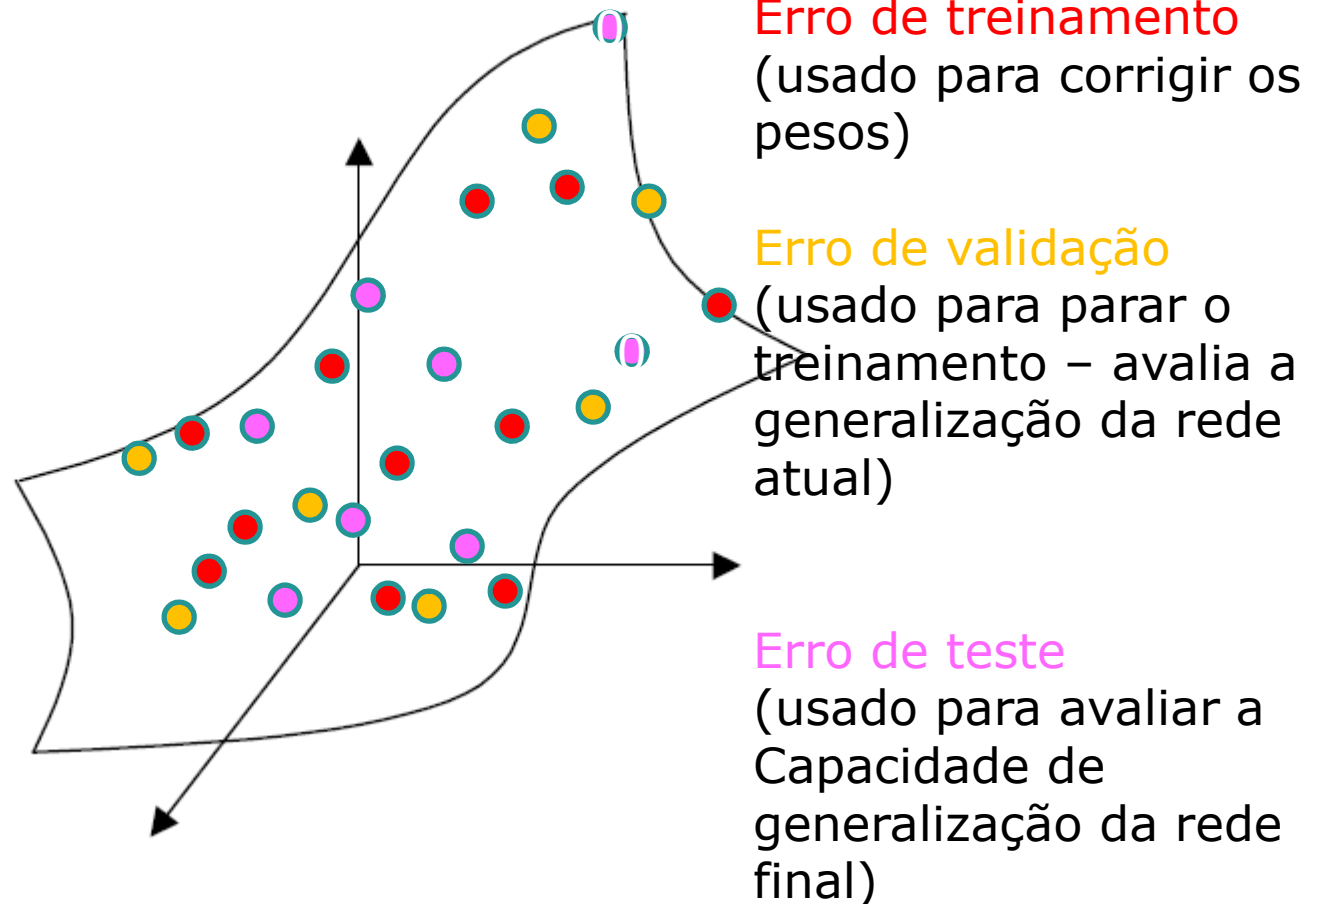 Erro de treinamento
(usado para corrigir os
pesos)
Erro de validação
(usado para parar o
treinamento – avalia a
generalização da rede
atual)
Erro de teste
(usado para avaliar a
Capacidade de
generalização da rede
final)